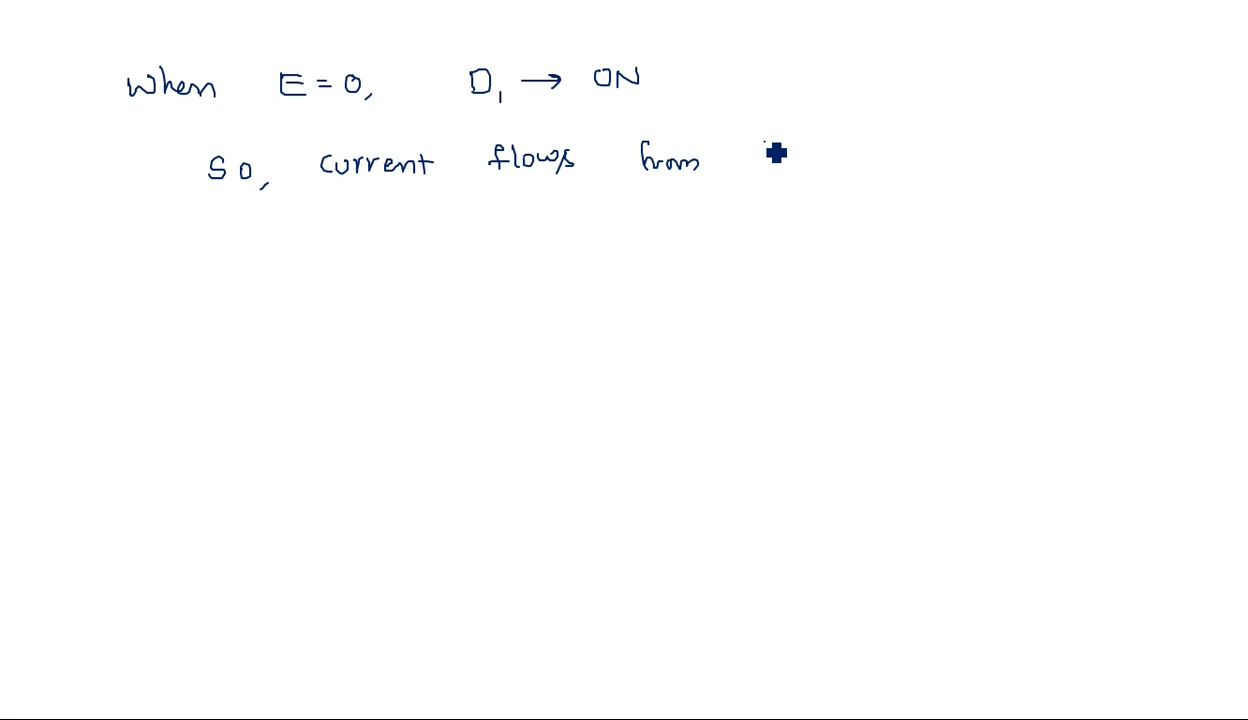 When E = 0, D₁ → ON
So, current flows from